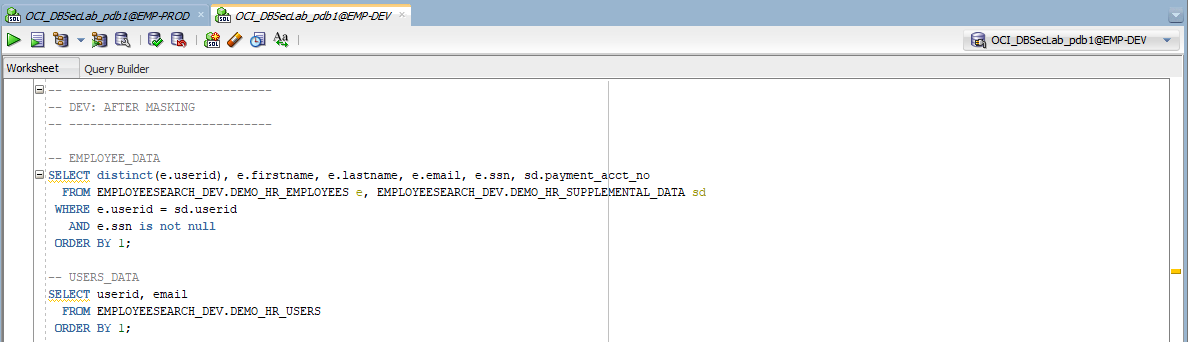 OCI_DBSecLab_pdb1@EMP-PROD
OCI_DBSecLab_pdb1@EMP-DEV
SQL
Aa
OCI_DBSecLab_pdb1@EMP-DEV
Worksheet Query Builder
-- -----------------------------
-- DEV: AFTER MASKING
-- -----------------------------
-- EMPLOYEE_DATA
SELECT distinct(e.userid), e.firstname, e.lastname, e.email, e.ssn, sd.payment_acct_no
FROM EMPLOYEESEARCH_DEV.DEMO_HR_EMPLOYEES e, EMPLOYEESEARCH_DEV.DEMO_HR_SUPPLEMENTAL_DATA sd
WHERE e.userid = sd.userid
AND e.ssn is not null
ORDER BY 1;
-- USERS_DATA
SELECT userid, email
FROM EMPLOYEESEARCH_DEV.DEMO_HR_USERS
ORDER BY 1;